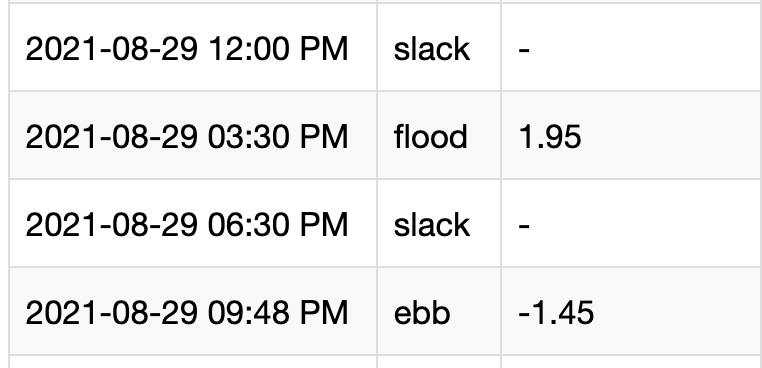 2021-08-29 12:00 PM slack -
2021-08-29 03:30 PM flood 1.95
2021-08-29 06:30 PM slack -
2021-08-29 09:48 PM ebb -1.45